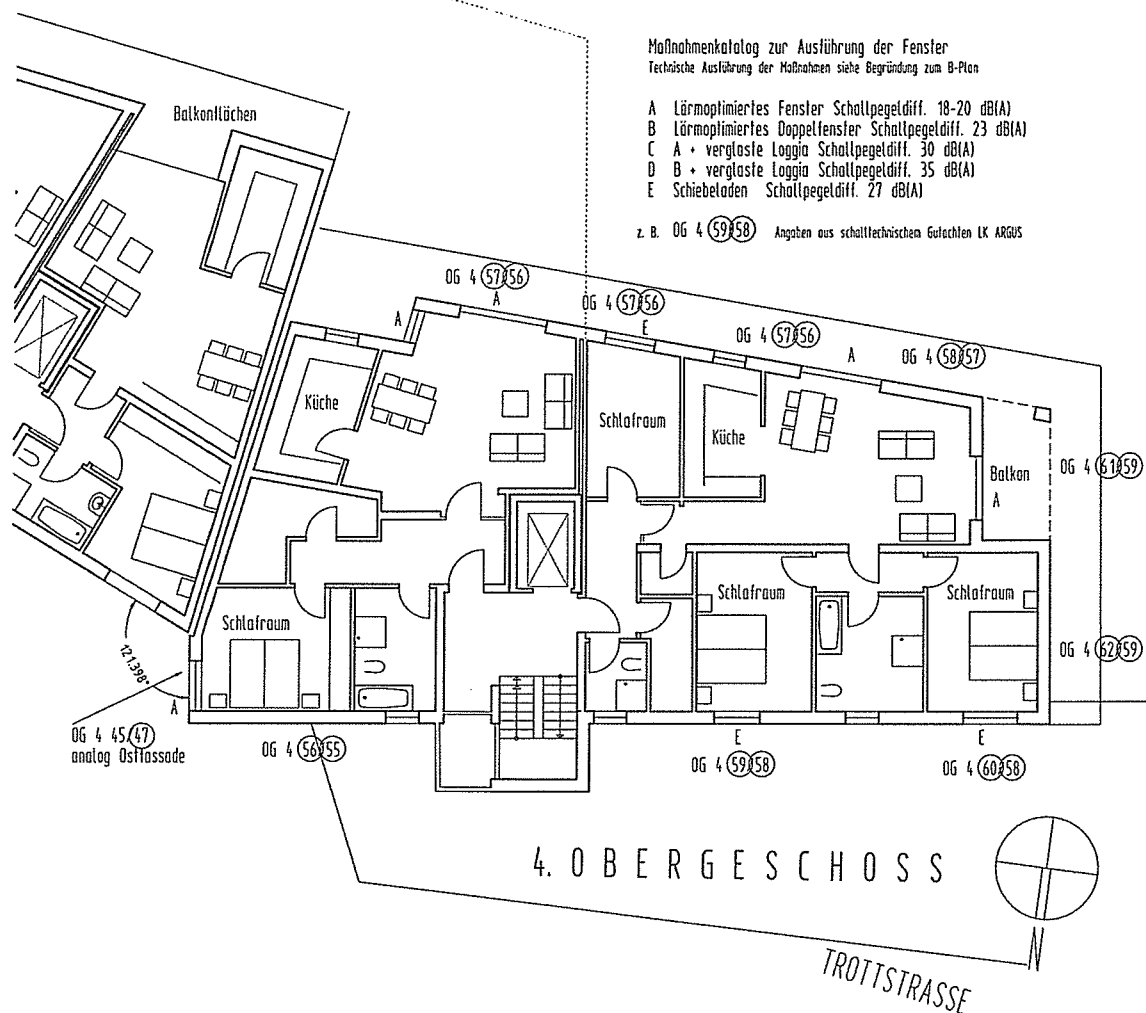 Maßnahmenkatalog zur Ausführung der Fenster
Technische Ausführung der Maßnahmen siehe Begründung zum B-Plan
A Lärmoptimiertes Fenster Schallpegeldiff. 18-20 dB(A)
B Lärmoptimiertes Doppelfenster Schallpegeldiff. 23 dB(A)
C A + verglaste Loggia Schallpegeldiff. 30 dB(A)
D B + verglaste Loggia Schallpegeldiff. 35 dB(A)
E Schiebeladen Schallpegeldiff. 27 dB(A)
z. B. OG 4 59/58 Angaben aus schalltechnischem Gutachten LK ARGUS
Balkonflächen
OG 4 57/56
A
A
OG 4 57/56
E
OG 4 57/56
A
OG 4 58/57
Küche
Schlafraum
Küche
Balkon
A
OG 4 61/59
Schlafraum
Schlafraum
Schlafraum
OG 4 62/59
121.398°
A
OG 4 45/47
analog Ostfassade
OG 4 56/55
E
OG 4 59/58
E
OG 4 60/58
4. OBERGESCHOSS
N
TROTTSTRASSE